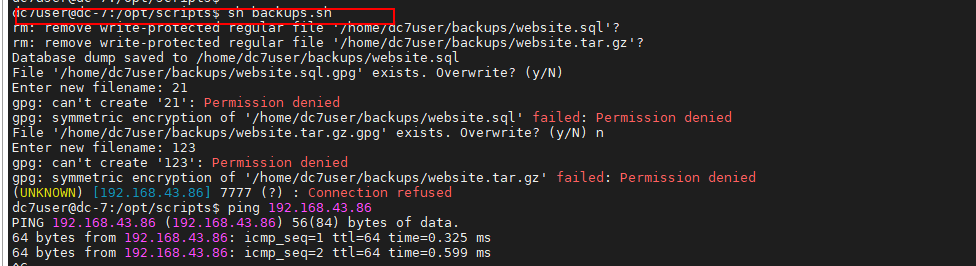 dc7user@dc-7:/opt/scripts$
dc7user@dc-7:/opt/scripts$ sh backups.sh
rm: remove write-protected regular file '/home/dc7user/backups/website.sql'?
rm: remove write-protected regular file '/home/dc7user/backups/website.tar.gz'?
Database dump saved to /home/dc7user/backups/website.sql
File '/home/dc7user/backups/website.sql.gpg' exists. Overwrite? (y/N)
Enter new filename: 21
gpg: can't create '21': Permission denied
gpg: symmetric encryption of '/home/dc7user/backups/website.sql' failed: Permission denied
File '/home/dc7user/backups/website.tar.gz.gpg' exists. Overwrite? (y/N) n
Enter new filename: 123
gpg: can't create '123': Permission denied
gpg: symmetric encryption of '/home/dc7user/backups/website.tar.gz' failed: Permission denied
(UNKNOWN) [192.168.43.86] 7777 (?) : Connection refused
dc7user@dc-7:/opt/scripts$ ping 192.168.43.86
PING 192.168.43.86 (192.168.43.86) 56(84) bytes of data.
64 bytes from 192.168.43.86: icmp_seq=1 ttl=64 time=0.325 ms
64 bytes from 192.168.43.86: icmp_seq=2 ttl=64 time=0.599 ms
^C